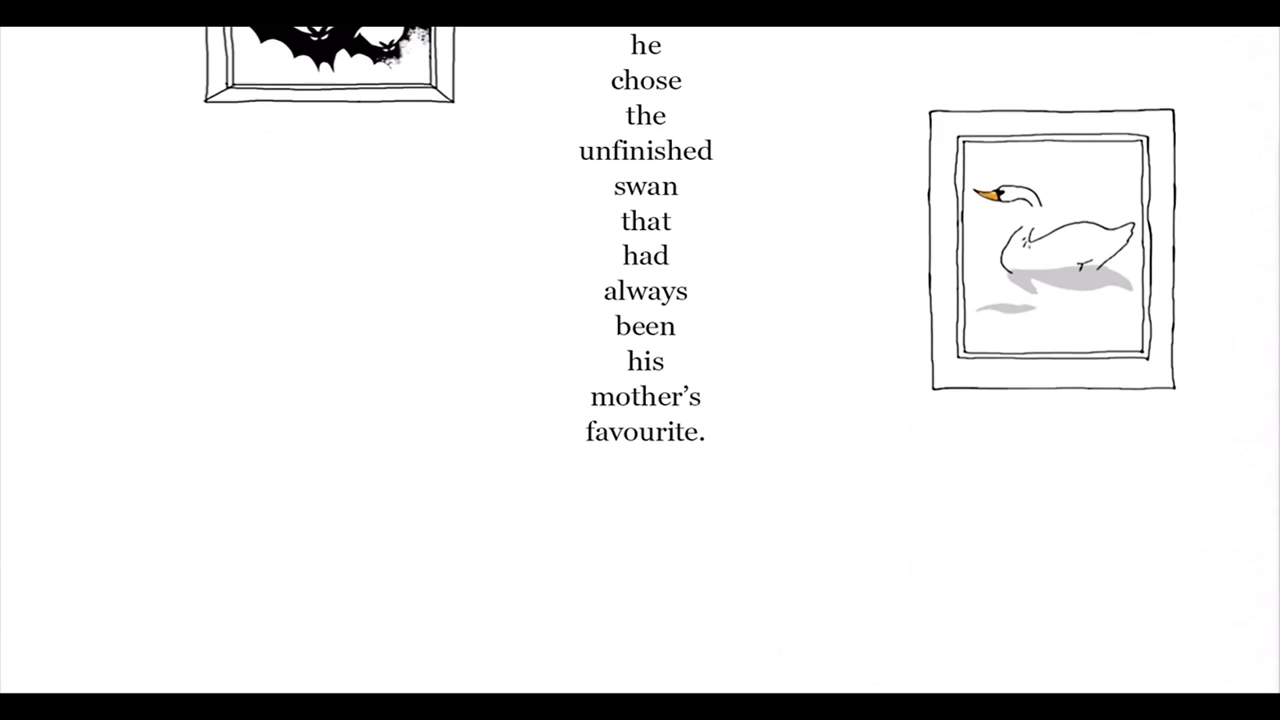 he
chose
the
unfinished
swan
that
had
always
been
his
mother’s
favourite.